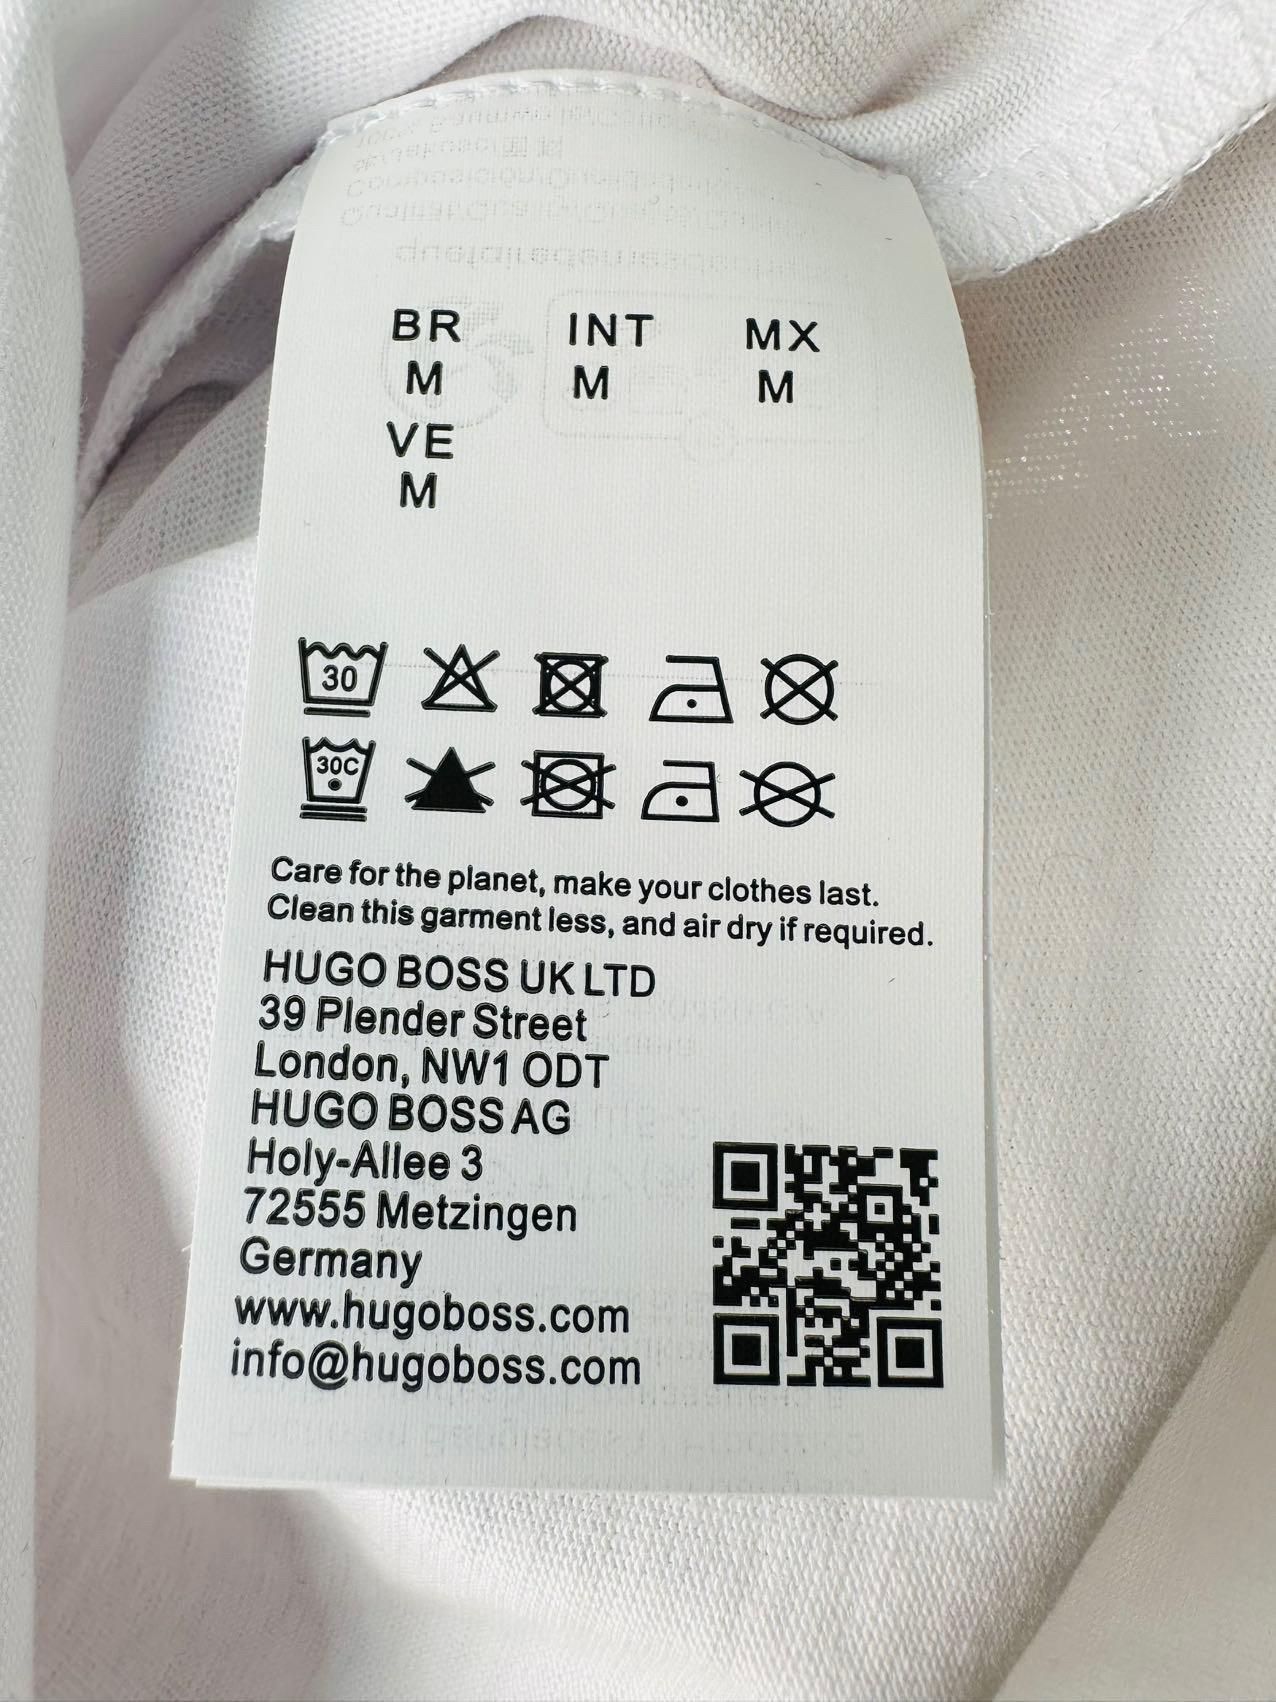 BR INT MX
M M M
VE
M
30
30C
Care for the planet, make your clothes last.
Clean this garment less, and air dry if required.
HUGO BOSS UK LTD
39 Plender Street
London, NW1 ODT
HUGO BOSS AG
Holy-Allee 3
72555 Metzingen
Germany
www.hugoboss.com
info@hugoboss.com